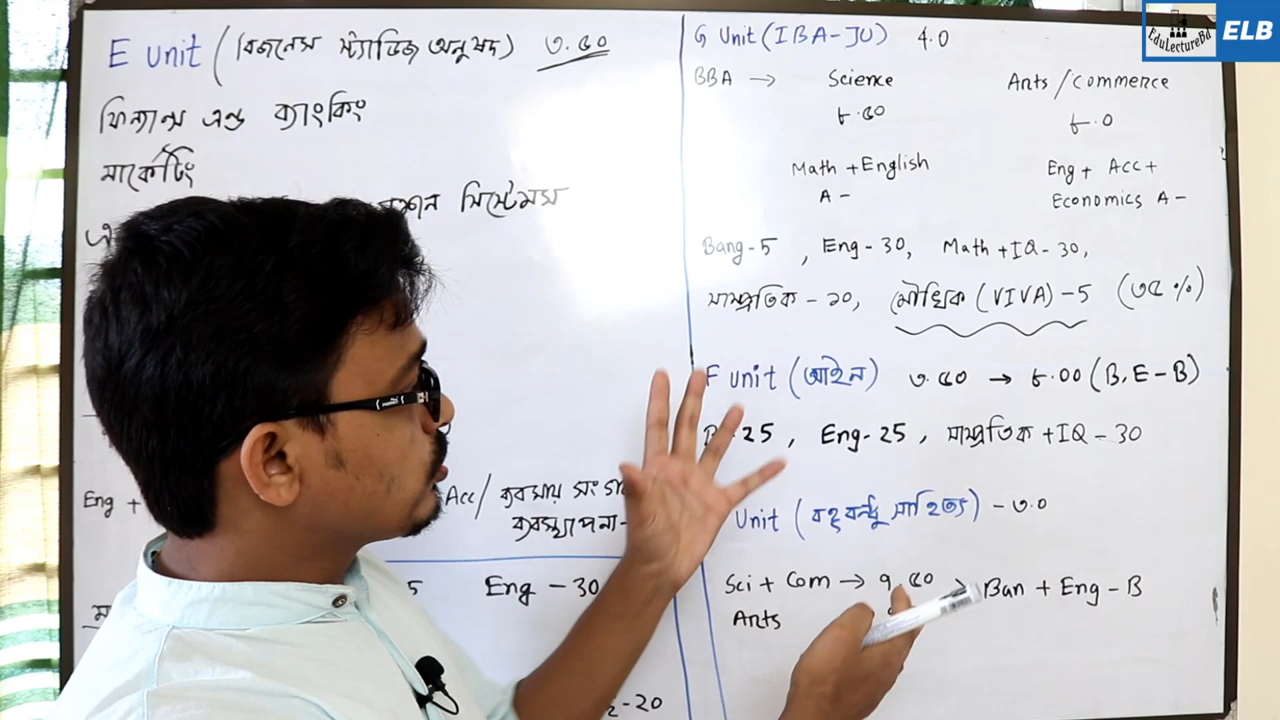 E Unit (বিজনেস স্ট্যাডিজ অনুষদ) ৩.৫০
ফিন্যান্স এন্ড ব্যাংকিং
মার্কেটিং
সিস্টেমস
Eng +
Acc/ ব্যবসায়
ব্যবস্থাপনা-
5 Eng - 30
-20
G Unit (IBA-JU) 4.0
BBA → Science Arts/Commerce
৮.৫০ ৮.০
Math + English Eng + Acc +
A - Economics A -
Bang-5 , Eng-30, Math + IQ - 30,
সাম্প্রতিক - ১০, মৌখিক (VIVA) - 5 (৩৫%)
F Unit (আইন) ৩.৫০ → ৮.০০ (B, E - B)
25 , Eng-25 , সাম্প্রতিক + IQ - 30
Unit (বঙ্গবন্ধু সাহিত্য) - ৩.০
Sci + Com → ৭.৫০ → Ban + Eng - B
Arts
EduLectureBd
ELB